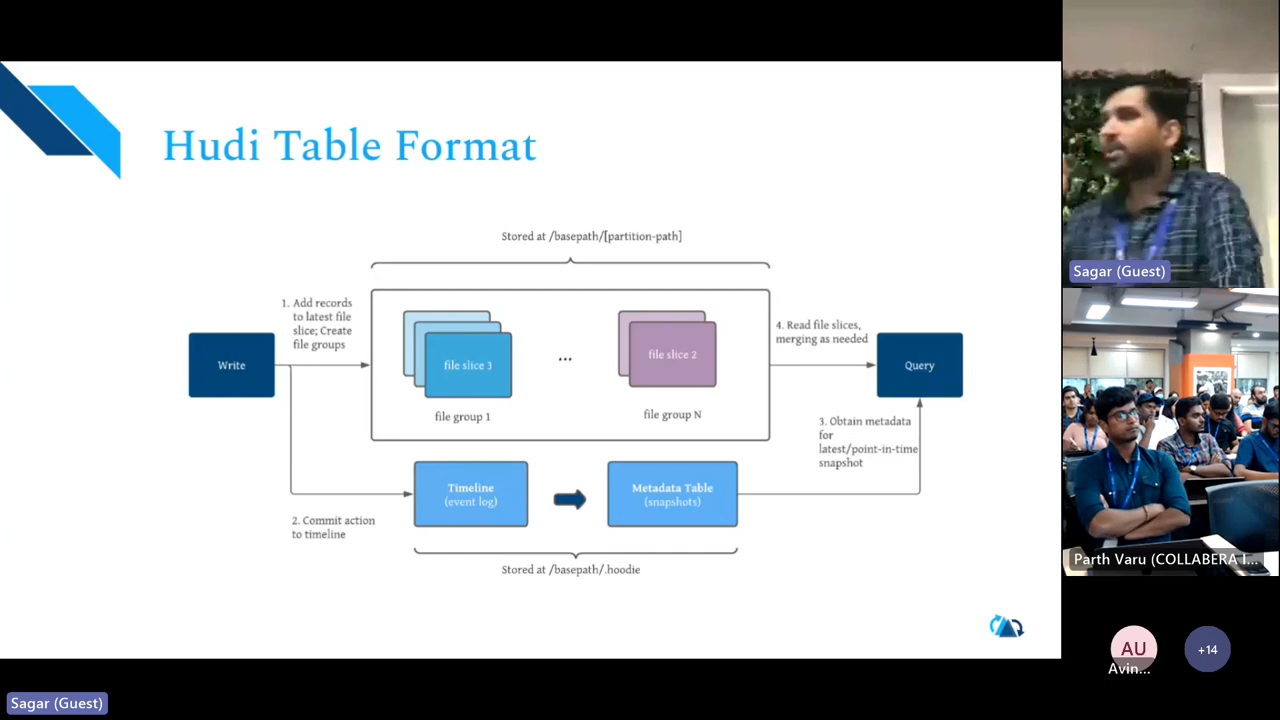 Hudi Table Format
Stored at /basepath/[partition-path]
1. Add records
to latest file
slice; Create
file groups
Write
file slice 3
...
file slice 2
file group 1
file group N
4. Read file slices,
merging as needed
Query
3. Obtain metadata
for
latest/point-in-time
snapshot
Timeline
(event log)
Metadata Table
(snapshots)
2. Commit action
to timeline
Stored at /basepath/.hoodie
Sagar (Guest)
Parth Varu (COLLABERA I...
AU
Avin...
+14
Sagar (Guest)